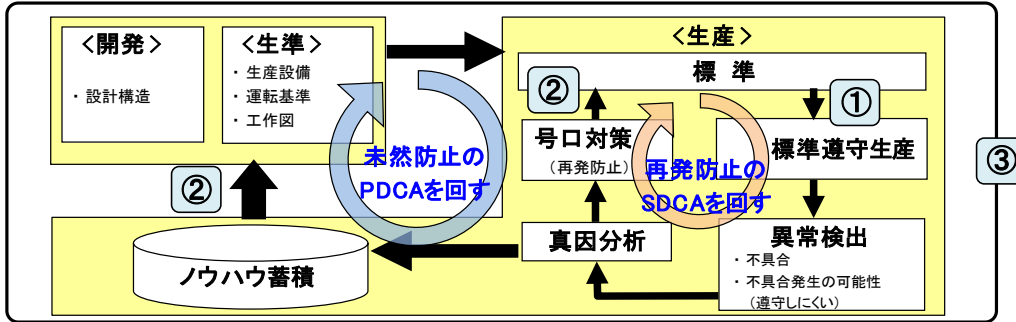 <開発>
・ 設計構造
<生準>
・ 生産設備
・ 運転基準
・ 工作図
②
未然防止の
PDCAを回す
ノウハウ蓄積
<生産>
標 準
①
標準遵守生産
異常検出
・ 不具合
・ 不具合発生の可能性
(遵守しにくい)
真因分析
②
号口対策
(再発防止)
再発防止の
SDCAを回す
③